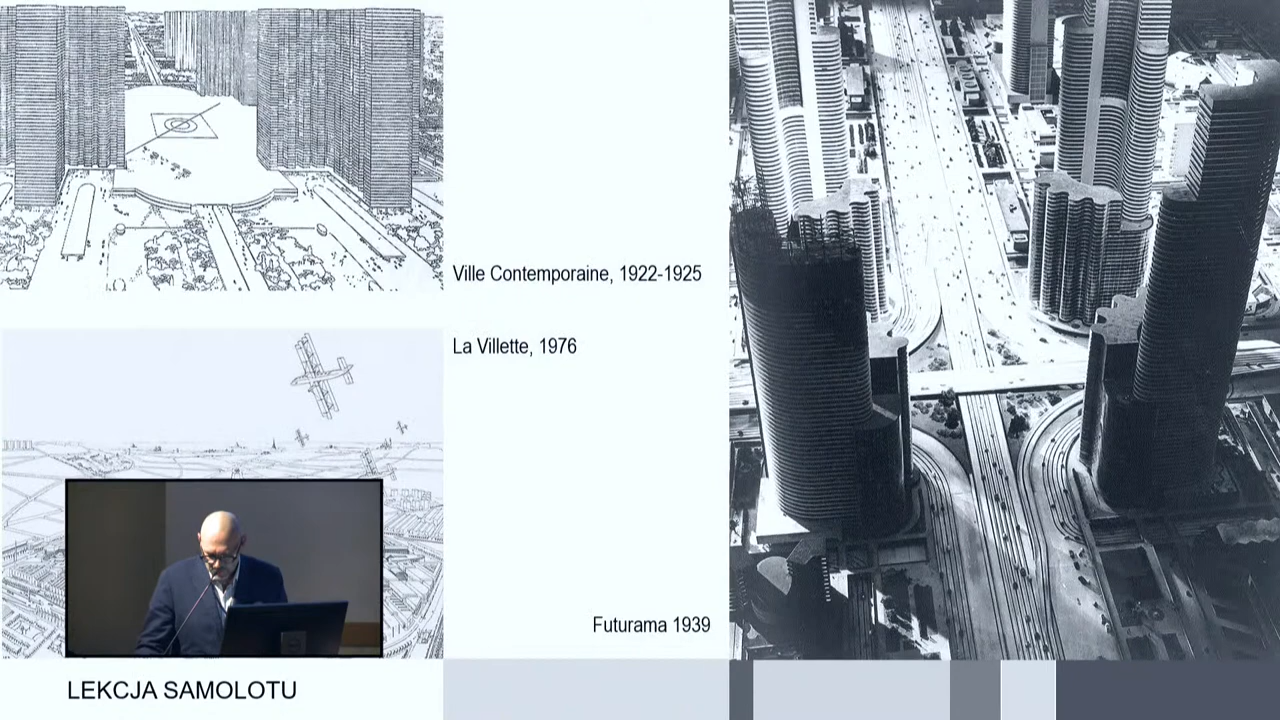 Ville Contemporaine, 1922-1925
La Villette, 1976
Futurama 1939
LEKCJA SAMOLOTU